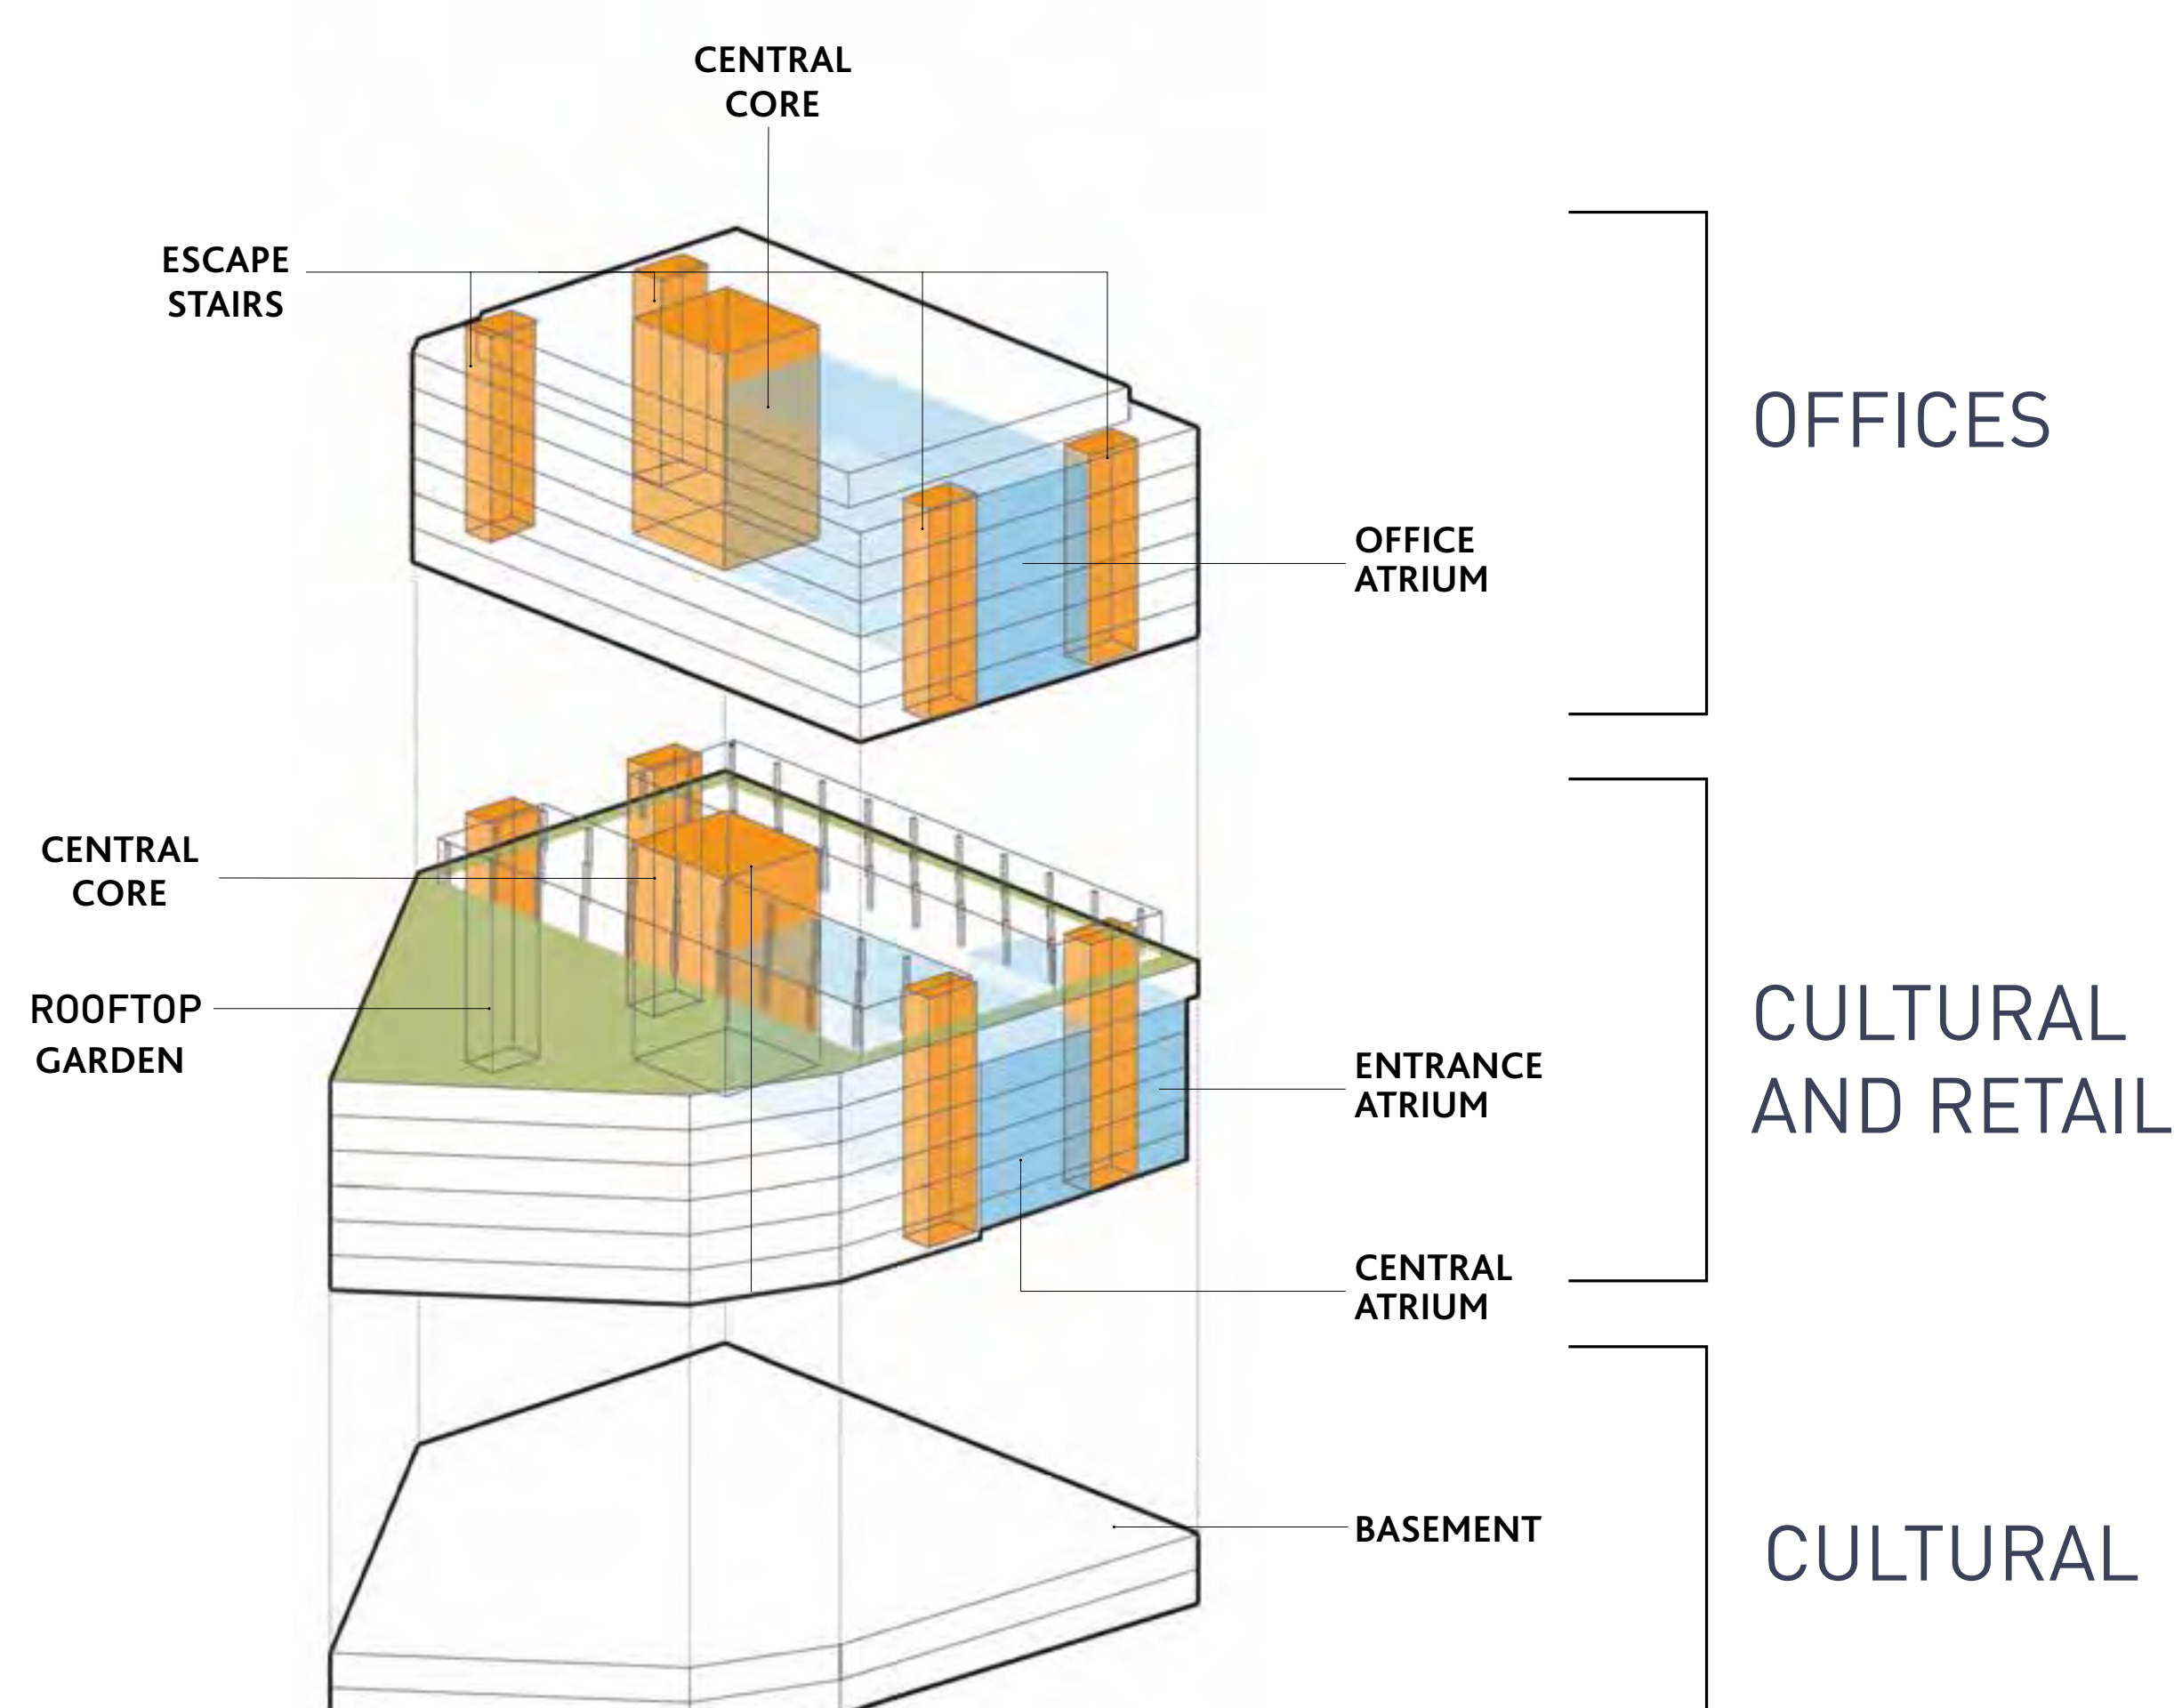 CENTRAL
CORE
ESCAPE
STAIRS
OFFICES
OFFICE
ATRIUM
CENTRAL
CORE
ROOFTOP
GARDEN
CULTURAL
AND RETAIL
ENTRANCE
ATRIUM
CENTRAL
ATRIUM
BASEMENT
CULTURAL